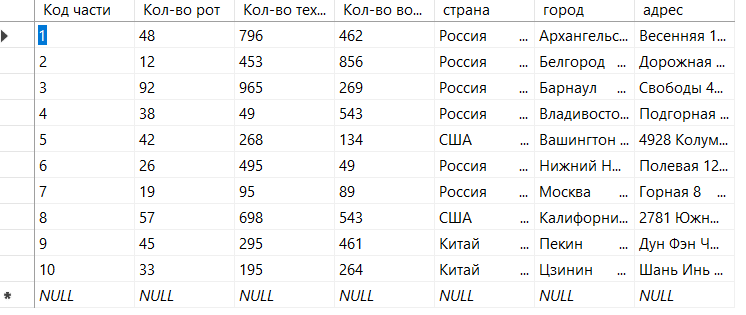 Код части Кол-во рот Кол-во тех... Кол-во во... страна город адрес
1 48 796 462 Россия ... Архангельс... Весенняя 1...
2 12 453 856 Россия ... Белгород ... Дорожная ...
3 92 965 269 Россия ... Барнаул ... Свободы 4...
4 38 49 543 Россия ... Владивосто... Подгорная ...
5 42 268 134 США ... Вашингтон ... 4928 Колум...
6 26 495 49 Россия ... Нижний Н... Полевая 12...
7 19 95 89 Россия ... Москва ... Горная 8 ...
8 57 698 543 США ... Калифорни... 2781 Южн...
9 45 295 461 Китай ... Пекин ... Дун Фэн Ч...
10 33 195 264 Китай ... Цзинин ... Шань Инь ...
NULL NULL NULL NULL NULL NULL NULL